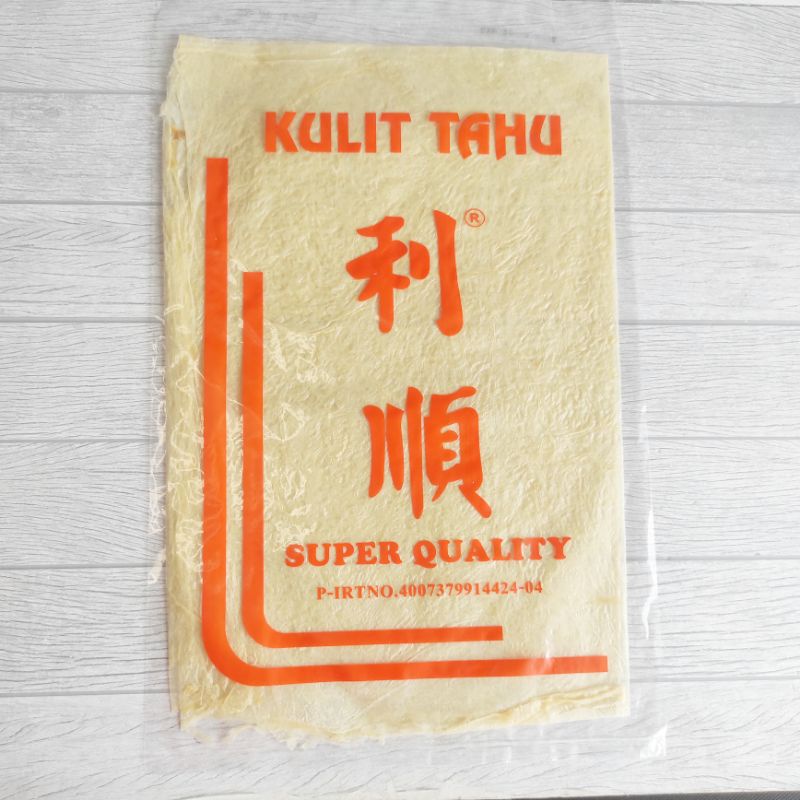 KULIT TAHU
利®
順
SUPER QUALITY
P-IRTNO.4007379914424-04